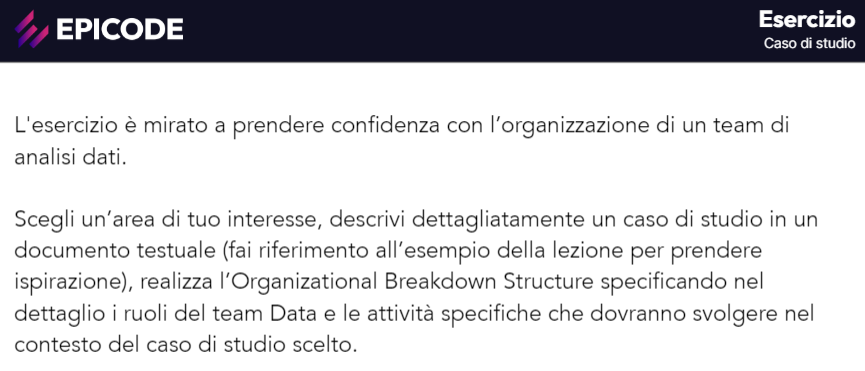 EPICODE
Esercizio
Caso di studio
L'esercizio è mirato a prendere confidenza con l’organizzazione di un team di
analisi dati.
Scegli un’area di tuo interesse, descrivi dettagliatamente un caso di studio in un
documento testuale (fai riferimento all’esempio della lezione per prendere
ispirazione), realizza l’Organizational Breakdown Structure specificando nel
dettaglio i ruoli del team Data e le attività specifiche che dovranno svolgere nel
contesto del caso di studio scelto.